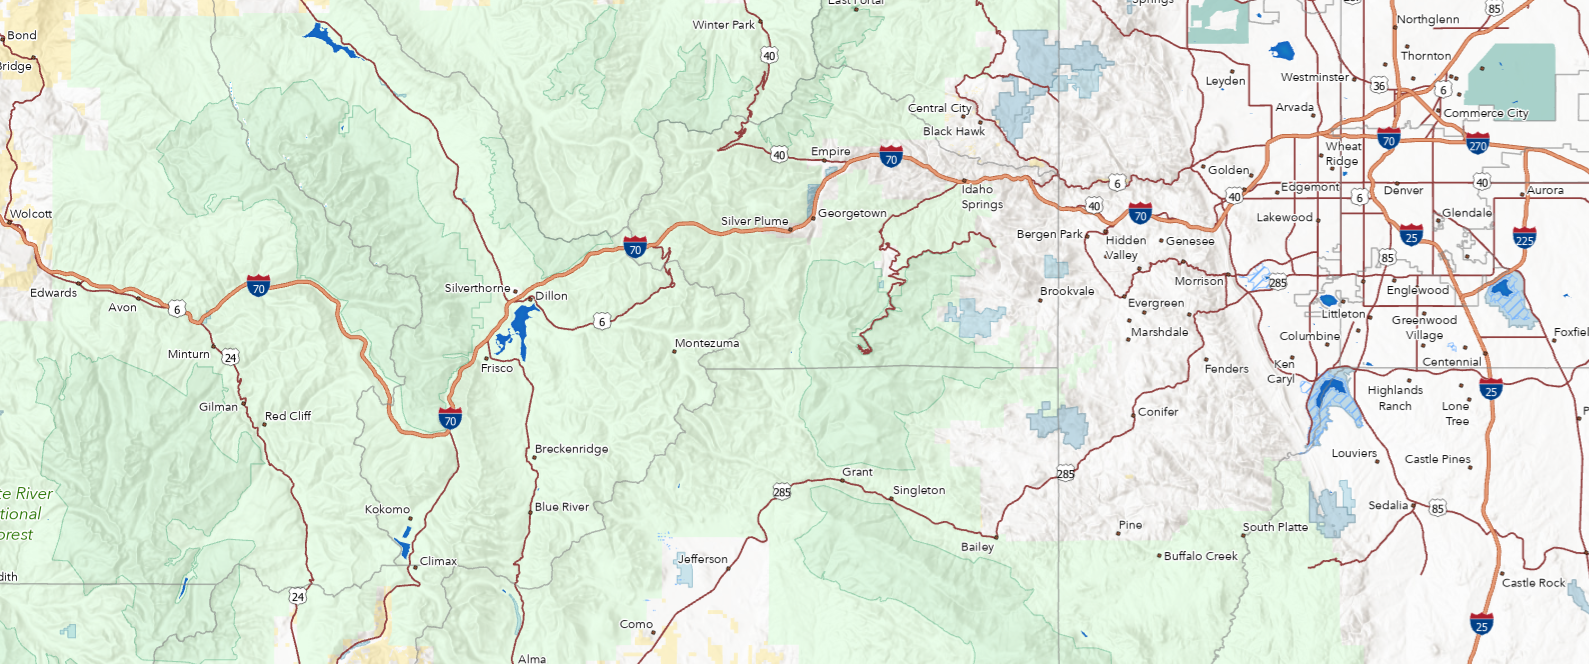 East Portal
Springs
85
Bond
Winter Park
Northglenn
40
Thornton
Bridge
Leyden
Westminster
36
6
Central City
Arvada
Commerce City
Black Hawk
70
270
40
Empire
70
Wheat
Ridge
Golden
6
Idaho
Springs
40
Edgemont
6
Denver
40
Aurora
Wolcott
Georgetown
Silver Plume
40
70
Lakewood
Glendale
25
225
70
Bergen Park
Hidden
Valley
Genesee
85
Edwards
70
Silverthorne
Dillon
Morrison
285
Englewood
Avon
6
6
Brookvale
Evergreen
Littleton
Greenwood
Village
Marshdale
Columbine
Foxfiel
Minturn
24
Montezuma
Frisco
Fenders
Ken
Caryl
Centennial
Highlands
Ranch
25
Gilman
Red Cliff
70
Conifer
Lone
Tree
P
Breckenridge
Louviers
Castle Pines
285
Grant
285
Singleton
te River
tional
orest
Kokomo
Blue River
Sedalia
85
Pine
South Platte
Bailey
Buffalo Creek
Climax
Jefferson
dith
Castle Rock
24
Como
25
Alma